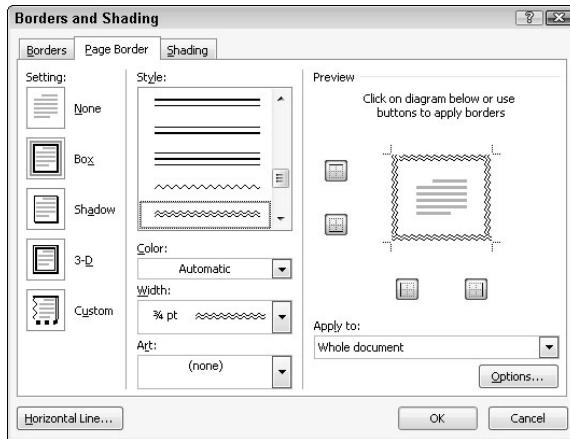 Borders and Shading
Borders
Page Border
Shading
Setting:
None
Box
Shadow
3-D
Custom
Style:
Color:
Automatic
Width:
¾ pt
Art:
(none)
Preview
Click on diagram below or use
buttons to apply borders
Apply to:
Whole document
Options...
Horizontal Line...
OK
Cancel